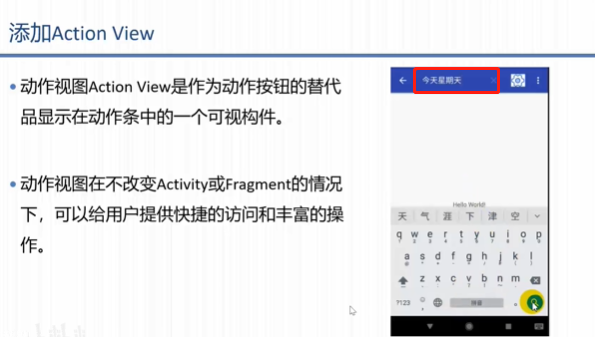 添加Action View
动作视图Action View是作为动作按钮的替代
品显示在动作条中的一个可视构件。
动作视图在不改变Activity或Fragment的情况
下，可以给用户提供快捷的访问和丰富的操
作。
今天星期天
Hello World!
天 气 涯 下 津 空
q w e r t y u i o p
a s d f g h j k l
z x c v b n m
?123 拼音 。